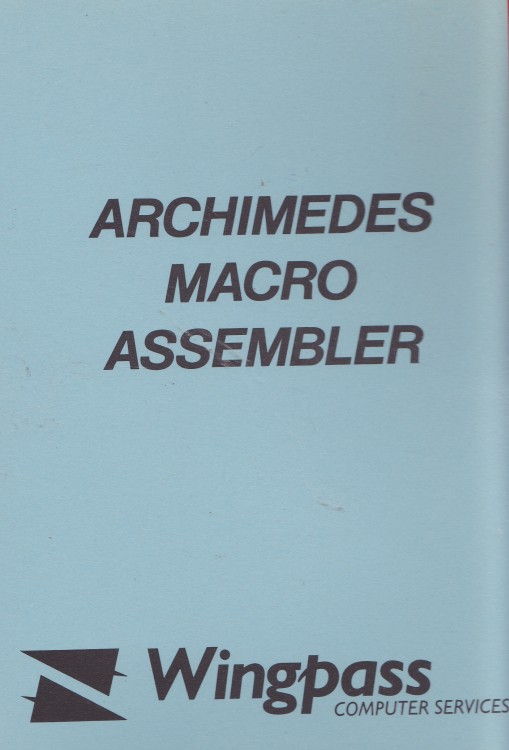 ARCHIMEDES
MACRO
ASSEMBLER
Wingpass
COMPUTER SERVICES